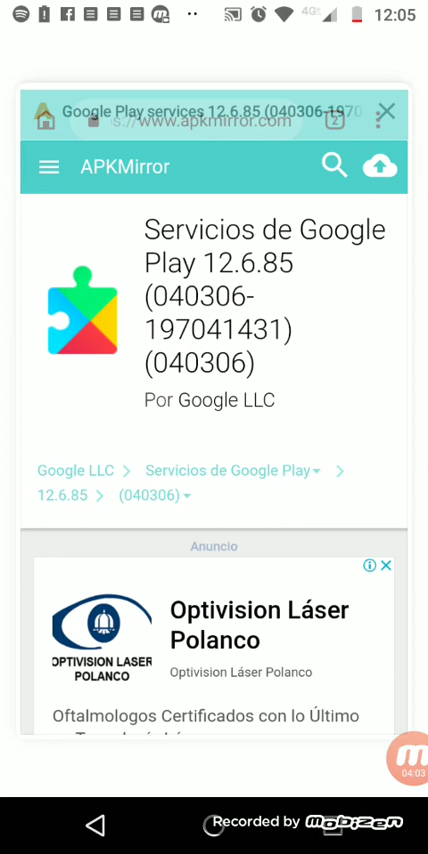 4G
12:05
Google Play services 12.6.85 (040306-1970
s://www.apkmirror.com
2
APKMirror
Servicios de Google
Play 12.6.85
(040306-
197041431)
(040306)
Por Google LLC
Google LLC > Servicios de Google Play >
12.6.85 > (040306)
Anuncio
Optivision Láser
Polanco
OPTIVISION LASER
POLANCO
Optivision Láser Polanco
Oftalmologos Certificados con lo Último
04:03
Recorded by mobizen